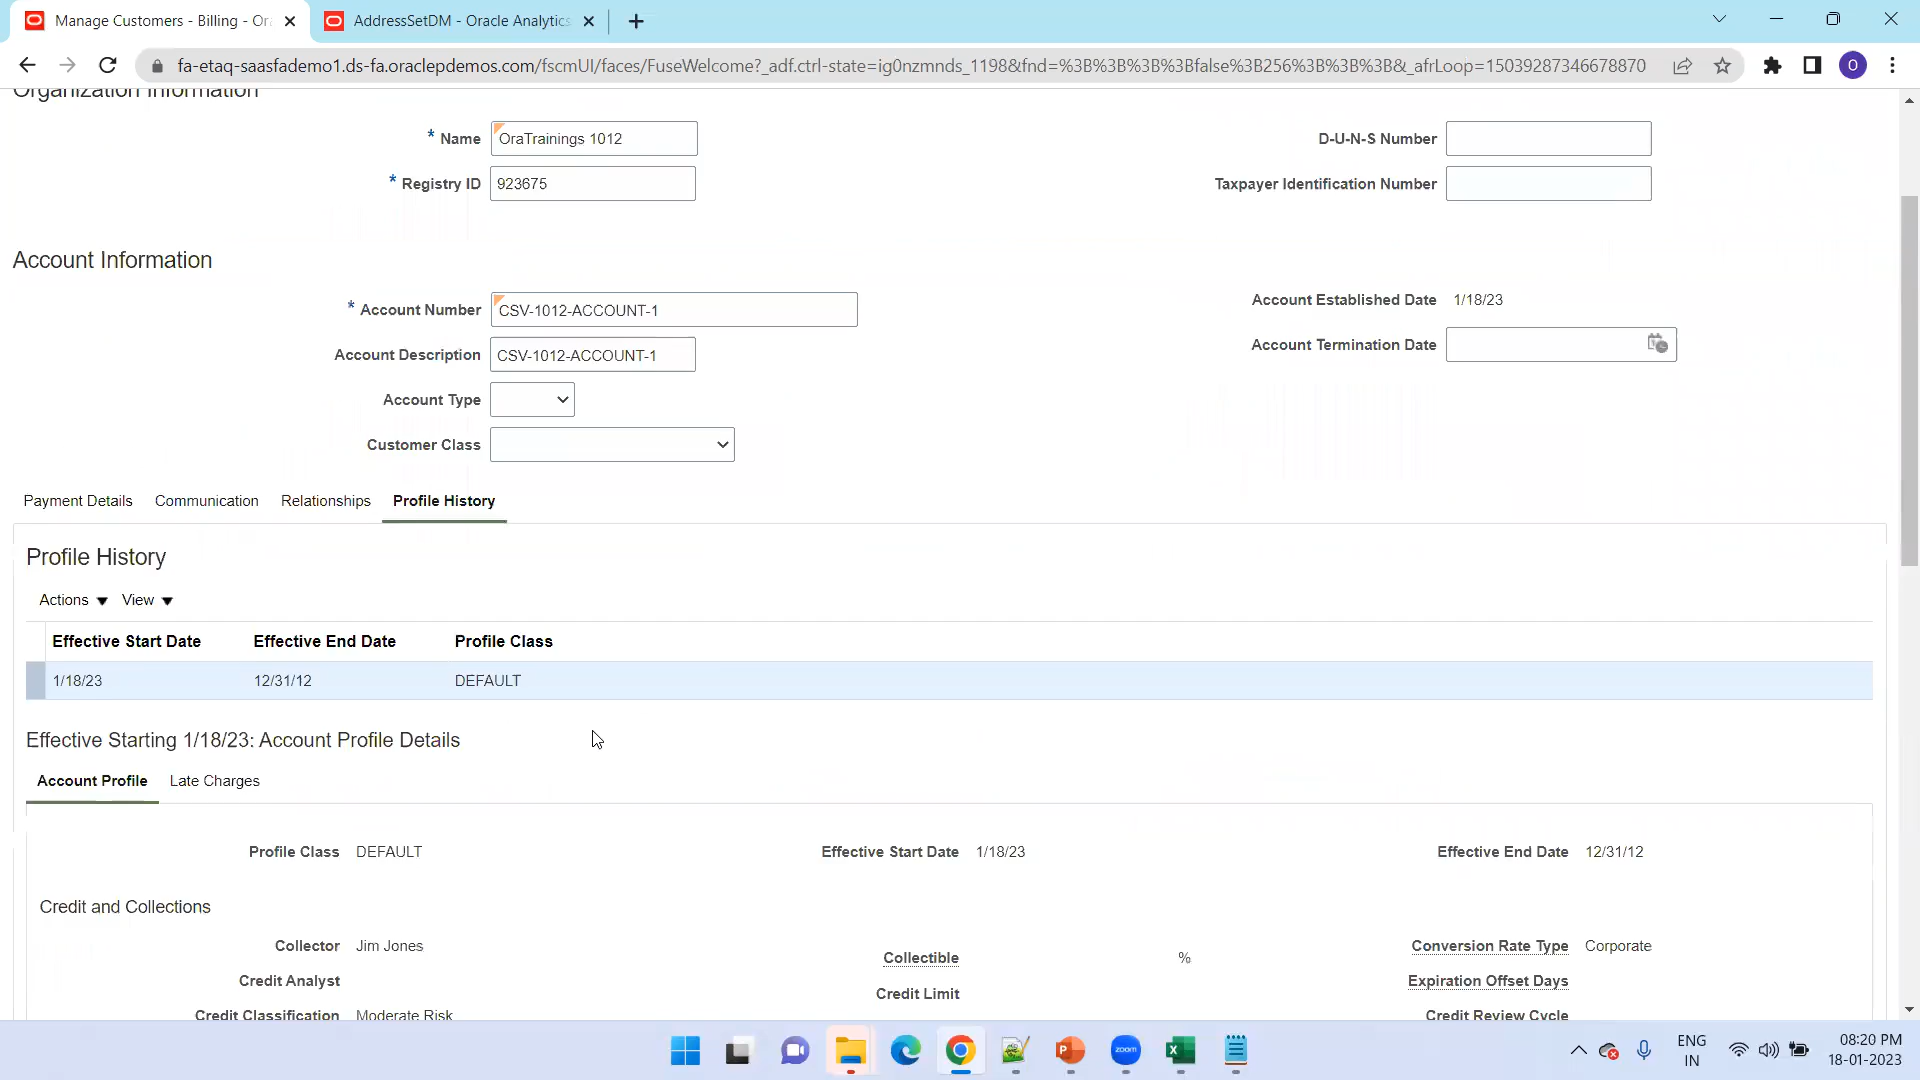 Manage Customers - Billing - Or
AddressSetDM - Oracle Analytics
fa-etaq-saasfademo1.ds-fa.oraclepdemos.com/fscmUI/faces/FuseWelcome?_adf.ctrl-state=ig0nzmnds_1198&fnd=%3B%3B%3B%3Bfalse%3B256%3B%3B%3B&_afrLoop=15039287346678870
O
Organization Information
* Name OraTrainings 1012
D-U-N-S Number
* Registry ID 923675
Taxpayer Identification Number
Account Information
* Account Number CSV-1012-ACCOUNT-1
Account Established Date 1/18/23
Account Description CSV-1012-ACCOUNT-1
Account Termination Date
Account Type
Customer Class
Payment Details Communication Relationships Profile History
Profile History
Actions View
Effective Start Date Effective End Date Profile Class
1/18/23 12/31/12 DEFAULT
Effective Starting 1/18/23: Account Profile Details
Account Profile Late Charges
Profile Class DEFAULT Effective Start Date 1/18/23 Effective End Date 12/31/12
Credit and Collections
Collector Jim Jones
Collectible %
Conversion Rate Type Corporate
Credit Analyst
Credit Limit
Expiration Offset Days
Credit Classification Moderate Risk
Credit Review Cycle
zoom
ENG
IN
08:20 PM
18-01-2023